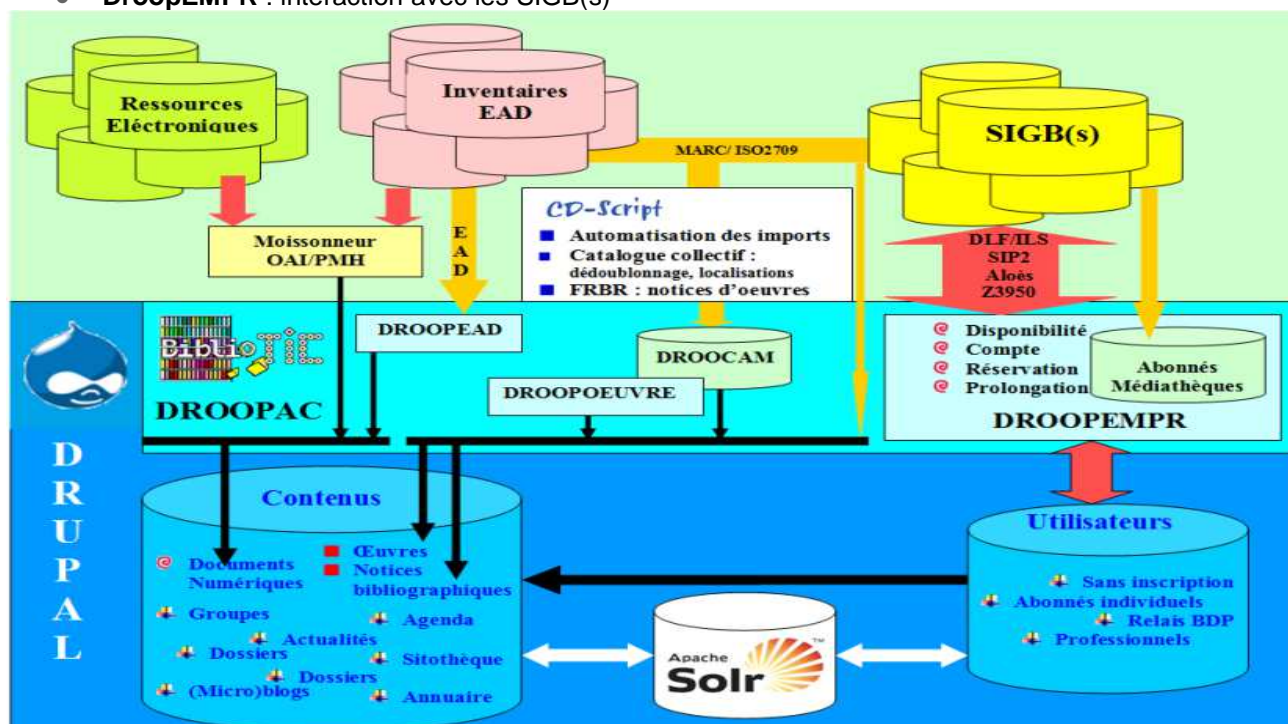 ● DroopEMPR : interaction avec les SIGB(s)
Ressources
Eléctroniques
Inventaires
EAD
SIGB(s)
MARC/ ISO2709
Moissonneur
OAI/PMH
E
A
D
CD-Script
Automatisation des imports
Catalogue collectif :
dédoublonnage, localisations
FRBR : notices d'oeuvres
DLF/ILS
SIP2
Aloès
Z3950
BiblioTIC
DROOPAC
DROOPEAD
DROOCAM
DROOPOEUVRE
Disponibilité
Compte
Réservation
Prolongation
Abonnés
Médiathèques
DROOPEMPR
D
R
U
P
A
L
Contenus
Documents
Numériques
Œuvres
Notices
bibliographiques
Groupes
Agenda
Actualités
Dossiers
Sitothèque
Dossiers
(Micro)blogs
Annuaire
Apache
Solr™
Utilisateurs
Sans inscription
Abonnés individuels
Relais BDP
Professionnels